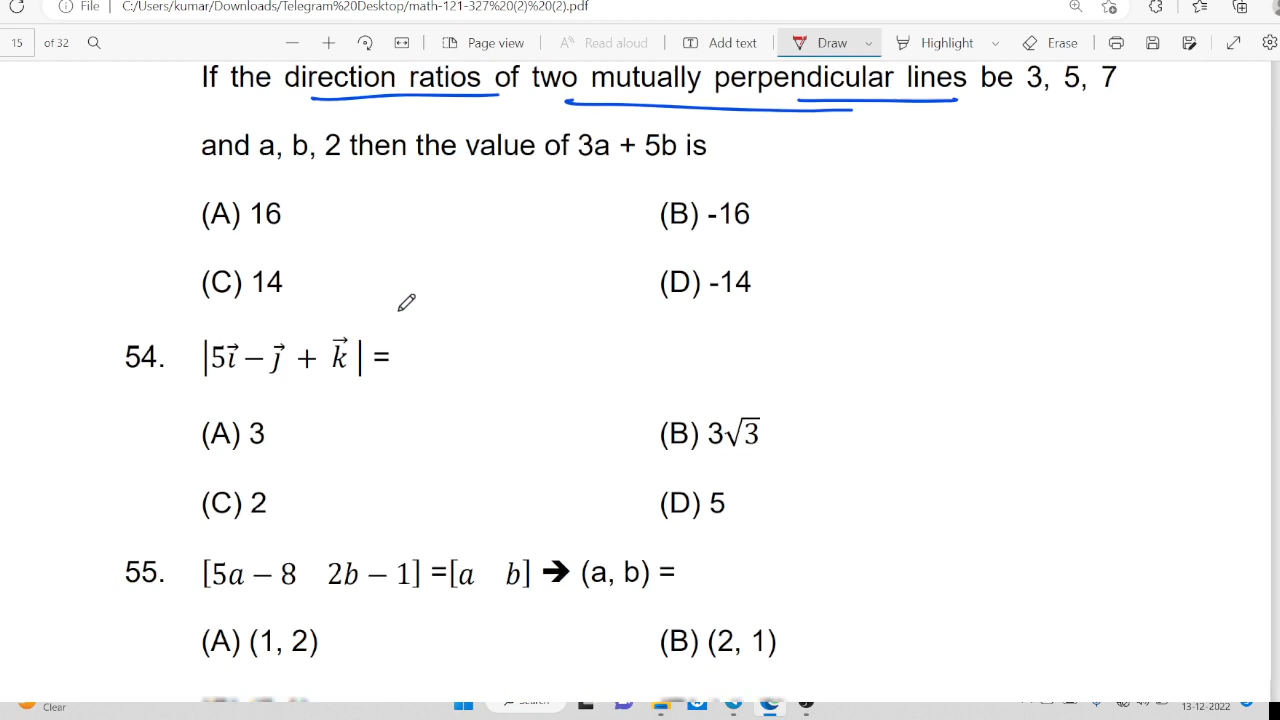 File | C:/Users/kumar/Downloads/Telegram%20Desktop/math-121-327%20(2)%20(2).pdf
15 of 32 Page view Read aloud Add text Draw Highlight Erase
If the direction ratios of two mutually perpendicular lines be 3, 5, 7
and a, b, 2 then the value of 3a + 5b is
(A) 16 (B) -16
(C) 14 (D) -14
54. |5i⃗ − j⃗ + k⃗ | =
(A) 3 (B) 3√3
(C) 2 (D) 5
55. [5a − 8 2b − 1] =[a b] ➔ (a, b) =
(A) (1, 2) (B) (2, 1)
Clear Search 13-12-2022